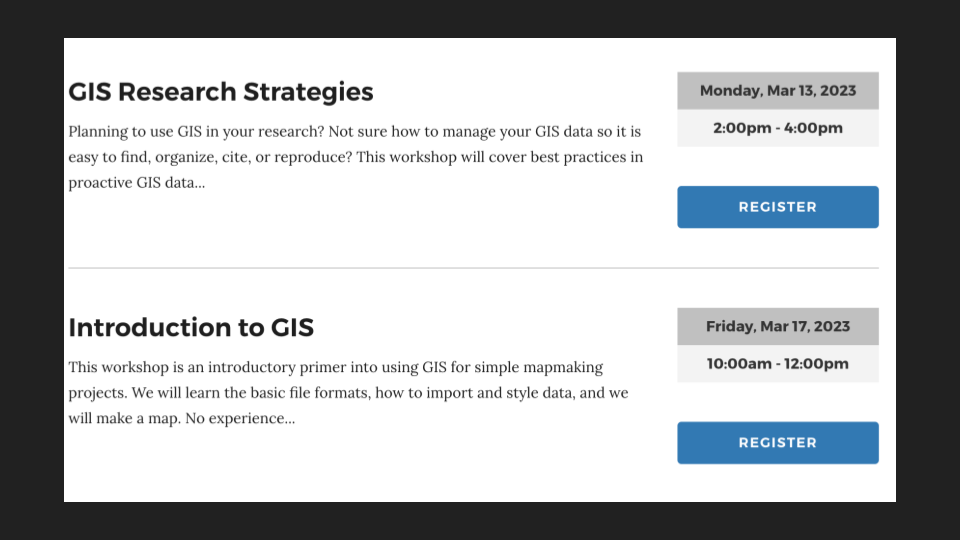 GIS Research Strategies
Monday, Mar 13, 2023
Planning to use GIS in your research? Not sure how to manage your GIS data so it is
2:00pm - 4:00pm
easy to find, organize, cite, or reproduce? This workshop will cover best practices in
proactive GIS data...
REGISTER
Introduction to GIS
Friday, Mar 17, 2023
This workshop is an introductory primer into using GIS for simple mapmaking
10:00am - 12:00pm
projects. We will learn the basic file formats, how to import and style data, and we
will make a map. No experience...
REGISTER